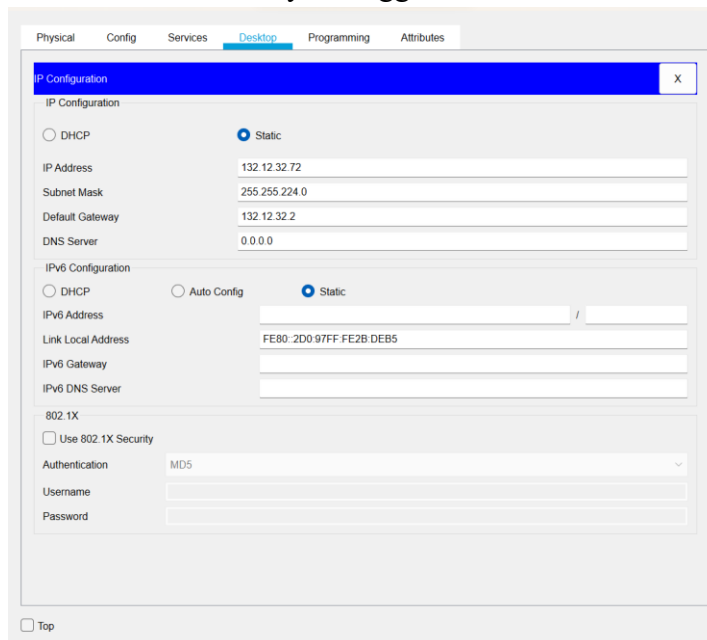 Physical Config Services Desktop Programming Attributes
IP Configuration X
IP Configuration
DHCP Static
IP Address 132.12.32.72
Subnet Mask 255.255.224.0
Default Gateway 132.12.32.2
DNS Server 0.0.0.0
IPv6 Configuration
DHCP Auto Config Static
IPv6 Address /
Link Local Address FE80::2D0:97FF:FE2B:DEB5
IPv6 Gateway
IPv6 DNS Server
802.1X
Use 802.1X Security
Authentication MD5
Username
Password
Top